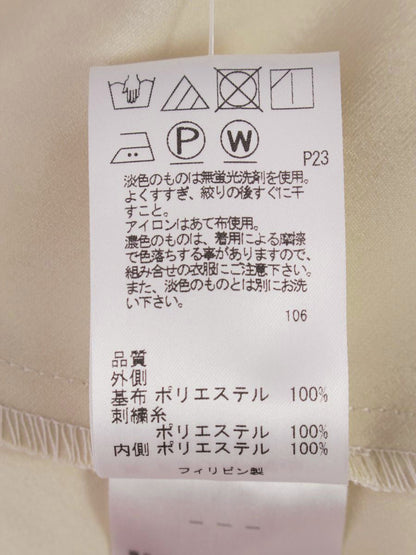 P W
P23
淡色のものは無蛍光洗剤を使用。
よくすすぎ、絞りの後すぐに干
すこと。
アイロンはあて布使用。
濃色のものは、着用による摩擦
で色落ちする事がありますので、
組み合せの衣服にご注意下さい。
また、淡色のものとは別にお洗
い下さい。
106
品質
外側
基布 ポリエステル 100%
刺繍糸
ポリエステル 100%
内側 ポリエステル 100%
フィリピン製